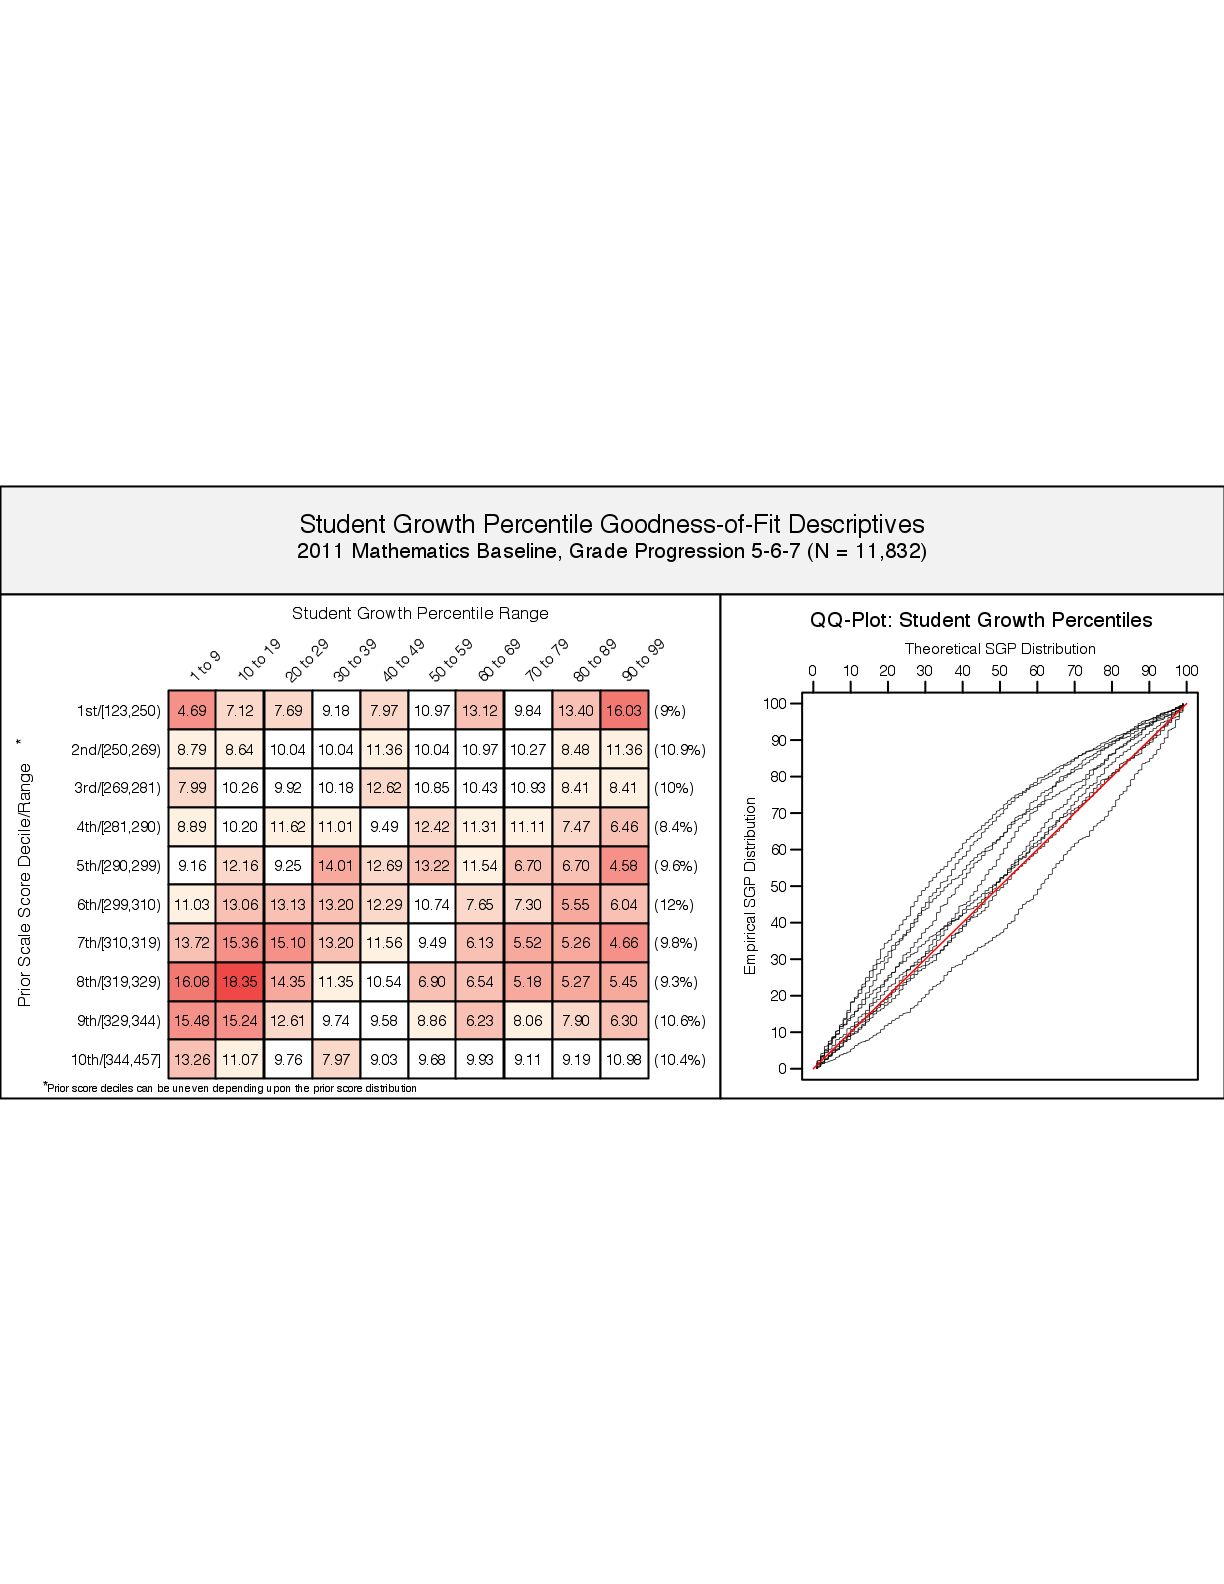 Student Growth Percentile Goodness-of-Fit Descriptives
2011 Mathematics Baseline, Grade Progression 5-6-7 (N = 11,832)
Student Growth Percentile Range
1 to 9 10 to 19 20 to 29 30 to 39 40 to 49 50 to 59 60 to 69 70 to 79 80 to 89 90 to 99
Prior Scale Score Decile/Range *
1st/[123,250) 4.69 7.12 7.69 9.18 7.97 10.97 13.12 9.84 13.40 16.03 (9%)
2nd/[250,269) 8.79 8.64 10.04 10.04 11.36 10.04 10.97 10.27 8.48 11.36 (10.9%)
3rd/[269,281) 7.99 10.26 9.92 10.18 12.62 10.85 10.43 10.93 8.41 8.41 (10%)
4th/[281,290) 8.89 10.20 11.62 11.01 9.49 12.42 11.31 11.11 7.47 6.46 (8.4%)
5th/[290,299) 9.16 12.16 9.25 14.01 12.69 13.22 11.54 6.70 6.70 4.58 (9.6%)
6th/[299,310) 11.03 13.06 13.13 13.20 12.29 10.74 7.65 7.30 5.55 6.04 (12%)
7th/[310,319) 13.72 15.36 15.10 13.20 11.56 9.49 6.13 5.52 5.26 4.66 (9.8%)
8th/[319,329) 16.08 18.35 14.35 11.35 10.54 6.90 6.54 5.18 5.27 5.45 (9.3%)
9th/[329,344) 15.48 15.24 12.61 9.74 9.58 8.86 6.23 8.06 7.90 6.30 (10.6%)
10th/[344,457] 13.26 11.07 9.76 7.97 9.03 9.68 9.93 9.11 9.19 10.98 (10.4%)
*Prior score deciles can be uneven depending upon the prior score distribution
QQ-Plot: Student Growth Percentiles
Theoretical SGP Distribution
0 10 20 30 40 50 60 70 80 90 100
Empirical SGP Distribution
100
90
80
70
60
50
40
30
20
10
0